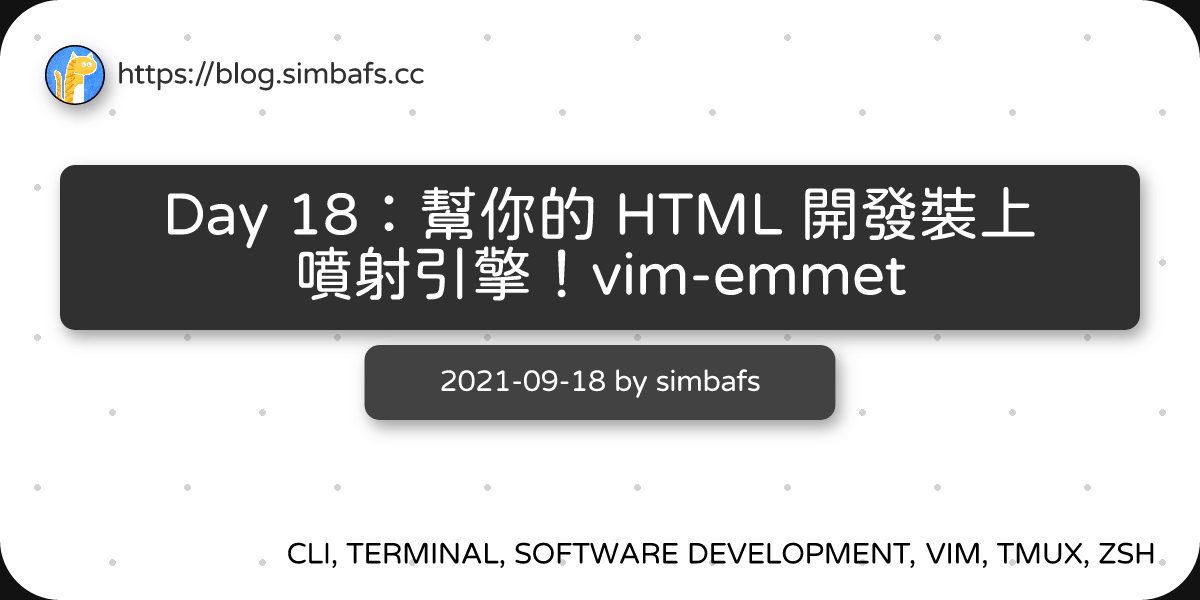 https://blog.simbafs.cc
Day 18：幫你的 HTML 開發裝上
噴射引擎！vim-emmet
2021-09-18 by simbafs
CLI, TERMINAL, SOFTWARE DEVELOPMENT, VIM, TMUX, ZSH